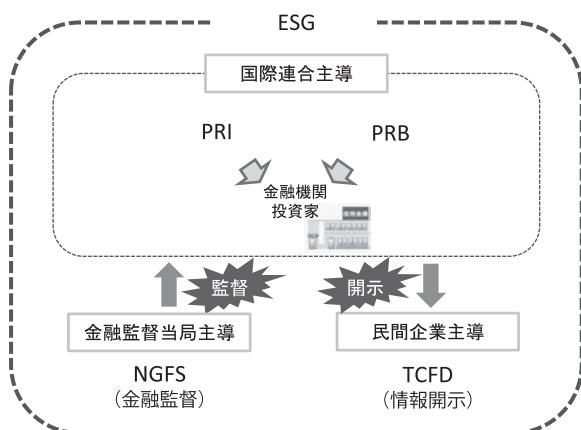 ESG
国際連合主導
PRI
PRB
金融機関
投資家
監督
開示
金融監督当局主導
民間企業主導
NGFS
(金融監督)
TCFD
(情報開示)